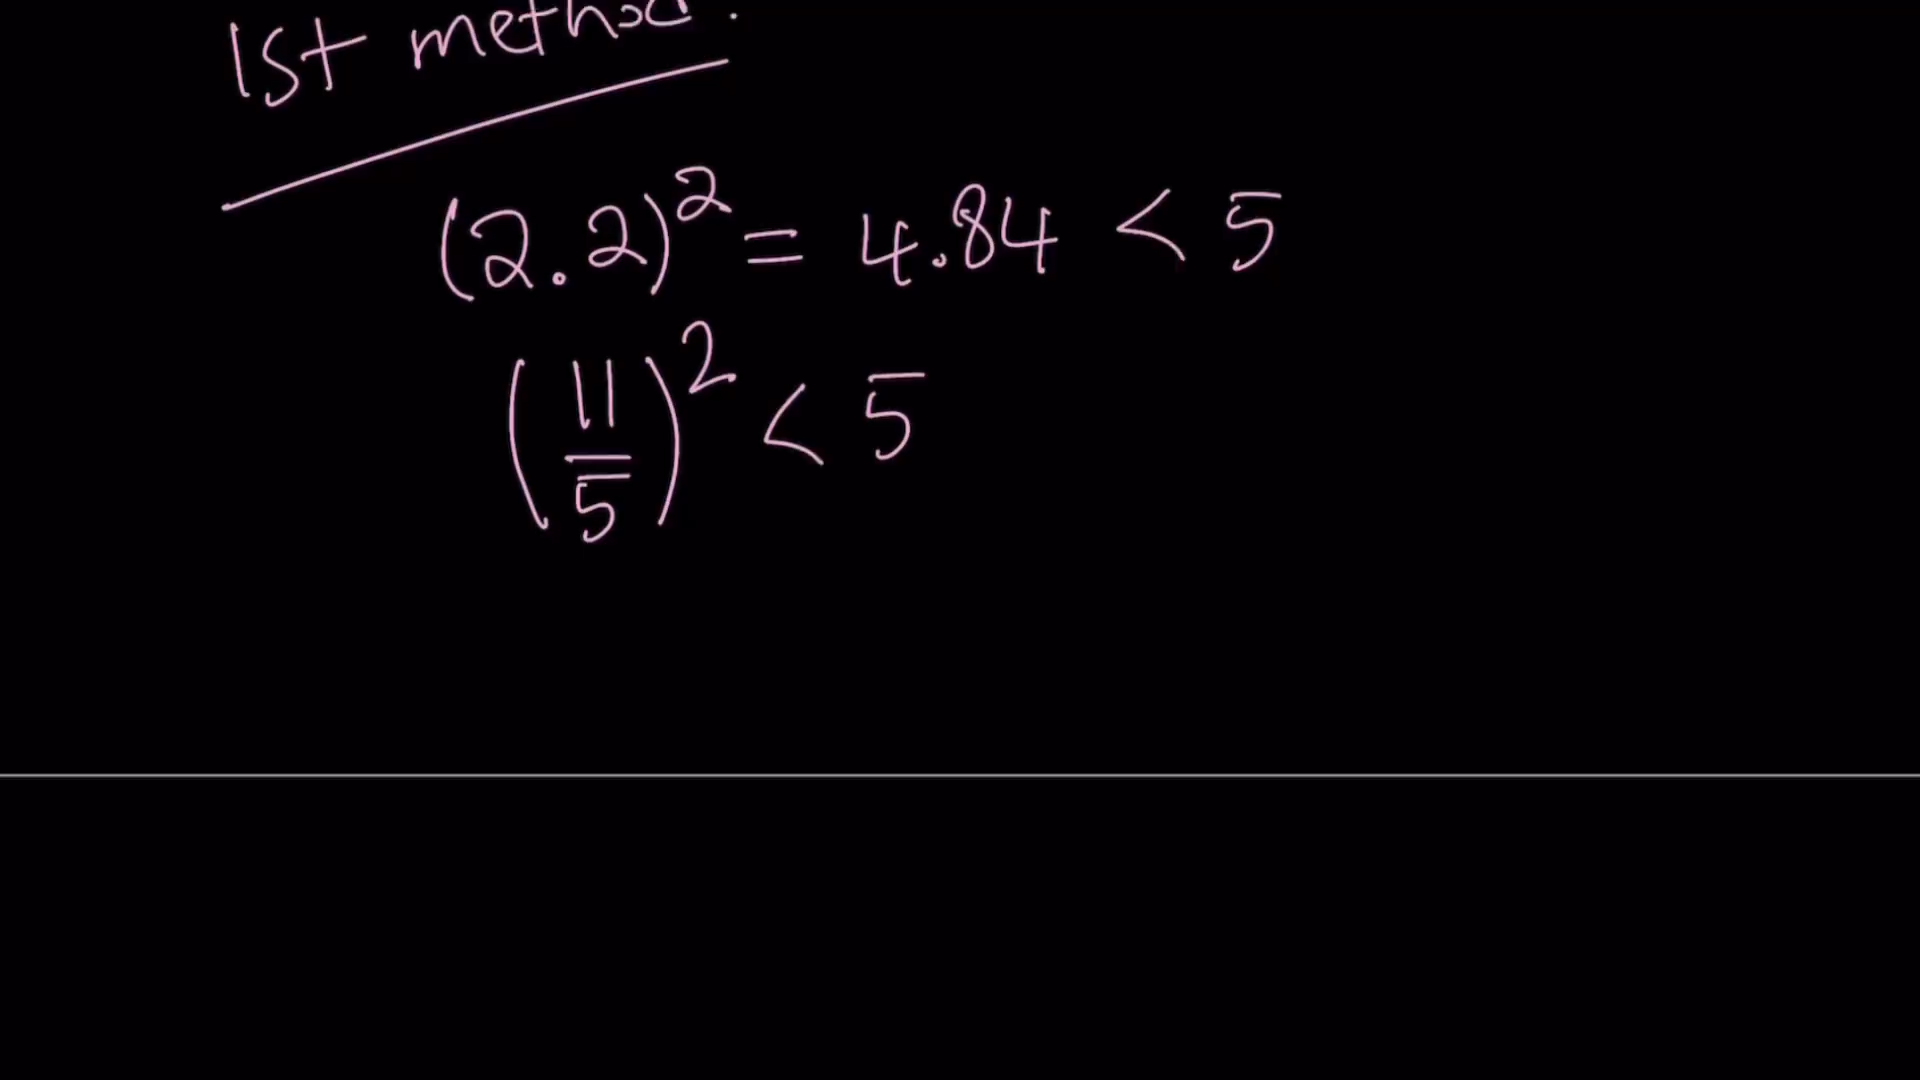 1st method:
(2.2)² = 4.84 < 5
(11/5)² < 5